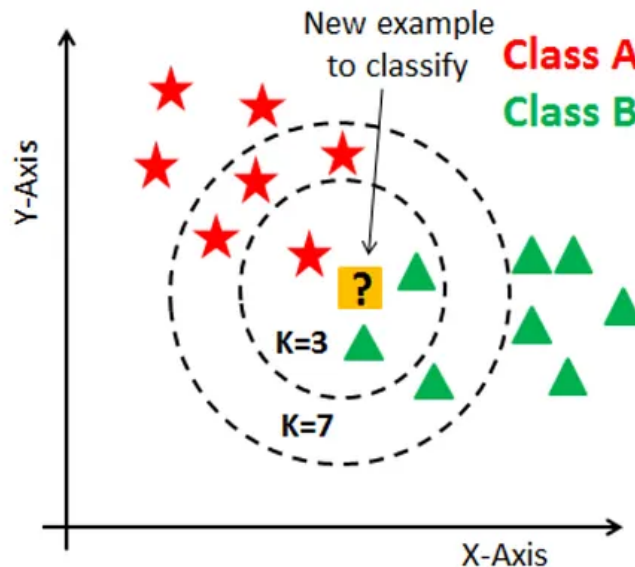 New example
to classify
Class A
Class B
Y-Axis
?
K=3
K=7
X-Axis